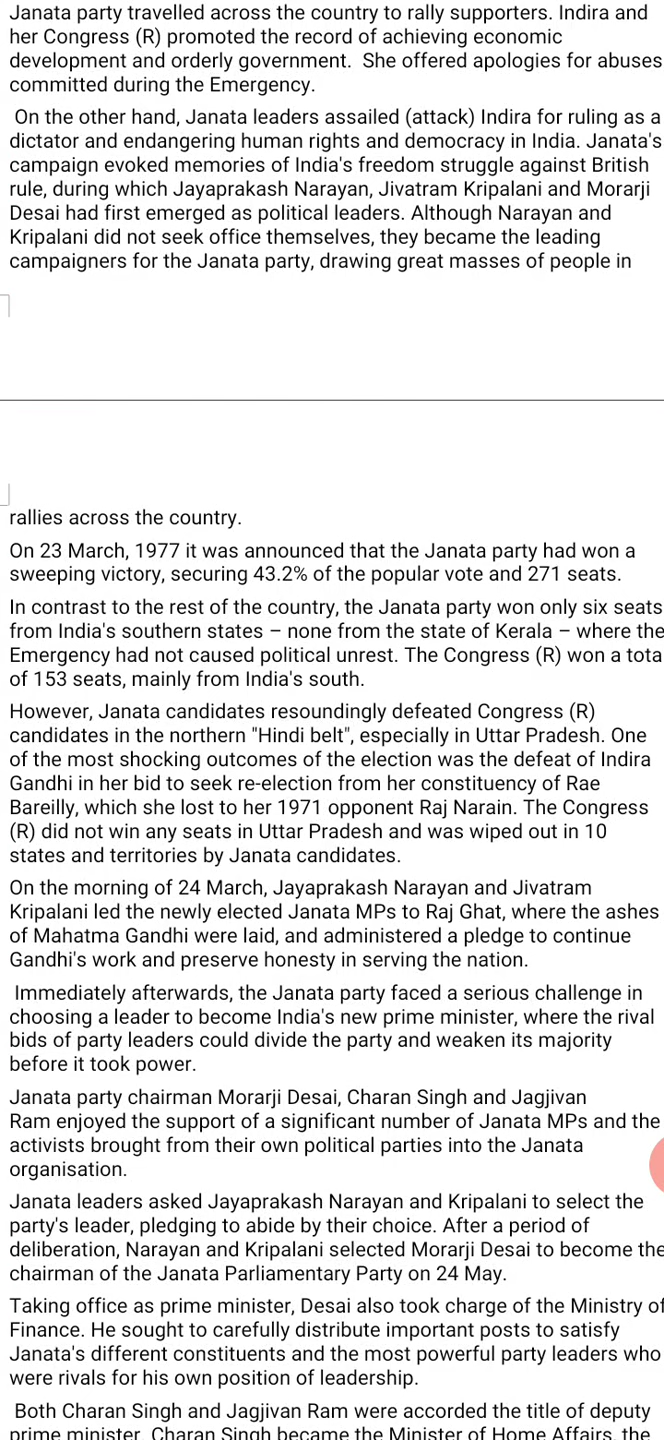 Janata party travelled across the country to rally supporters. Indira and
her Congress (R) promoted the record of achieving economic
development and orderly government.  She offered apologies for abuses
committed during the Emergency.
On the other hand, Janata leaders assailed (attack) Indira for ruling as a
dictator and endangering human rights and democracy in India. Janata's
campaign evoked memories of India's freedom struggle against British
rule, during which Jayaprakash Narayan, Jivatram Kripalani and Morarji
Desai had first emerged as political leaders. Although Narayan and
Kripalani did not seek office themselves, they became the leading
campaigners for the Janata party, drawing great masses of people in
rallies across the country.
On 23 March, 1977 it was announced that the Janata party had won a
sweeping victory, securing 43.2% of the popular vote and 271 seats.
In contrast to the rest of the country, the Janata party won only six seats
from India's southern states – none from the state of Kerala – where the
Emergency had not caused political unrest. The Congress (R) won a tota
of 153 seats, mainly from India's south.
However, Janata candidates resoundingly defeated Congress (R)
candidates in the northern "Hindi belt", especially in Uttar Pradesh. One
of the most shocking outcomes of the election was the defeat of Indira
Gandhi in her bid to seek re-election from her constituency of Rae
Bareilly, which she lost to her 1971 opponent Raj Narain. The Congress
(R) did not win any seats in Uttar Pradesh and was wiped out in 10
states and territories by Janata candidates.
On the morning of 24 March, Jayaprakash Narayan and Jivatram
Kripalani led the newly elected Janata MPs to Raj Ghat, where the ashes
of Mahatma Gandhi were laid, and administered a pledge to continue
Gandhi's work and preserve honesty in serving the nation.
Immediately afterwards, the Janata party faced a serious challenge in
choosing a leader to become India's new prime minister, where the rival
bids of party leaders could divide the party and weaken its majority
before it took power.
Janata party chairman Morarji Desai, Charan Singh and Jagjivan
Ram enjoyed the support of a significant number of Janata MPs and the
activists brought from their own political parties into the Janata
organisation.
Janata leaders asked Jayaprakash Narayan and Kripalani to select the
party's leader, pledging to abide by their choice. After a period of
deliberation, Narayan and Kripalani selected Morarji Desai to become the
chairman of the Janata Parliamentary Party on 24 May.
Taking office as prime minister, Desai also took charge of the Ministry of
Finance. He sought to carefully distribute important posts to satisfy
Janata's different constituents and the most powerful party leaders who
were rivals for his own position of leadership.
Both Charan Singh and Jagjivan Ram were accorded the title of deputy
prime minister. Charan Singh became the Minister of Home Affairs, the